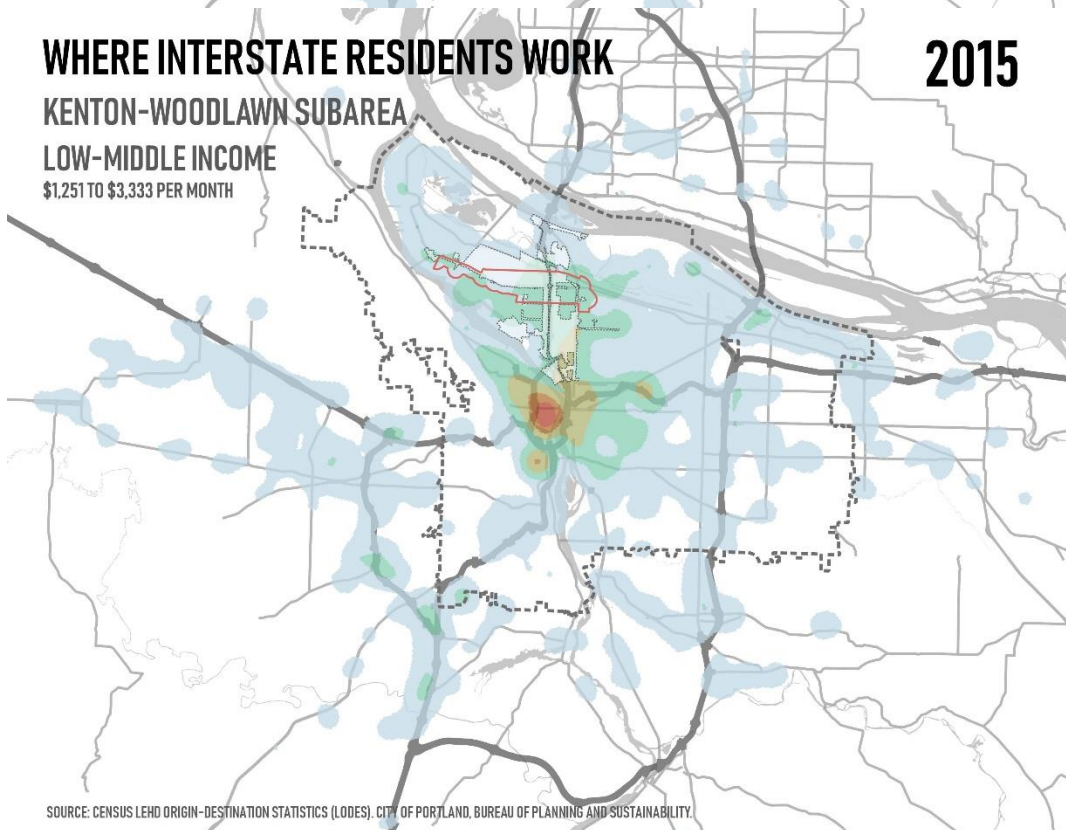 WHERE INTERSTATE RESIDENTS WORK
2015
KENTON-WOODLAWN SUBAREA
LOW-MIDDLE INCOME
$1,251 TO $3,333 PER MONTH
SOURCE: CENSUS LEHD ORIGIN-DESTINATION STATISTICS (LODES). CITY OF PORTLAND, BUREAU OF PLANNING AND SUSTAINABILITY.